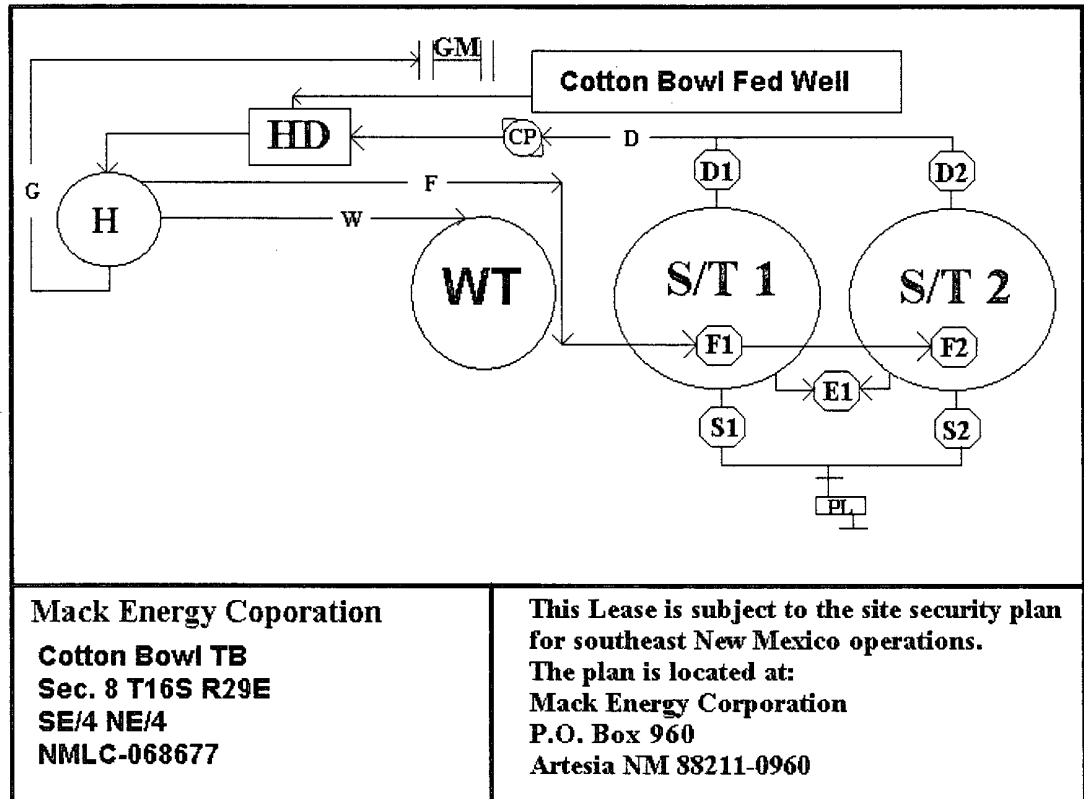 GM
Cotton Bowl Fed Well
HD
CP
D
D1
D2
G
F
H
W
WT
S/T 1
S/T 2
F1
F2
E1
S1
S2
PL
Mack Energy Coporation
Cotton Bowl TB
Sec. 8 T16S R29E
SE/4 NE/4
NMLC-068677
This Lease is subject to the site security plan
for southeast New Mexico operations.
The plan is located at:
Mack Energy Corporation
P.O. Box 960
Artesia NM 88211-0960